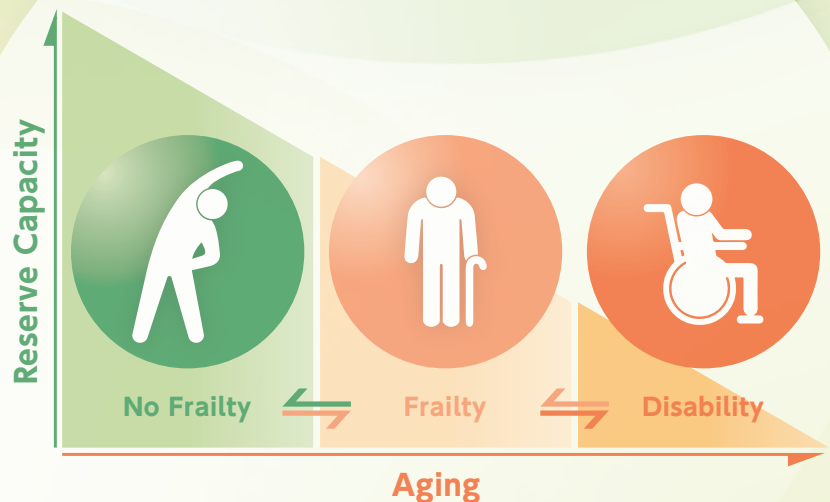 Reserve Capacity
No Frailty
Frailty
Disability
Aging